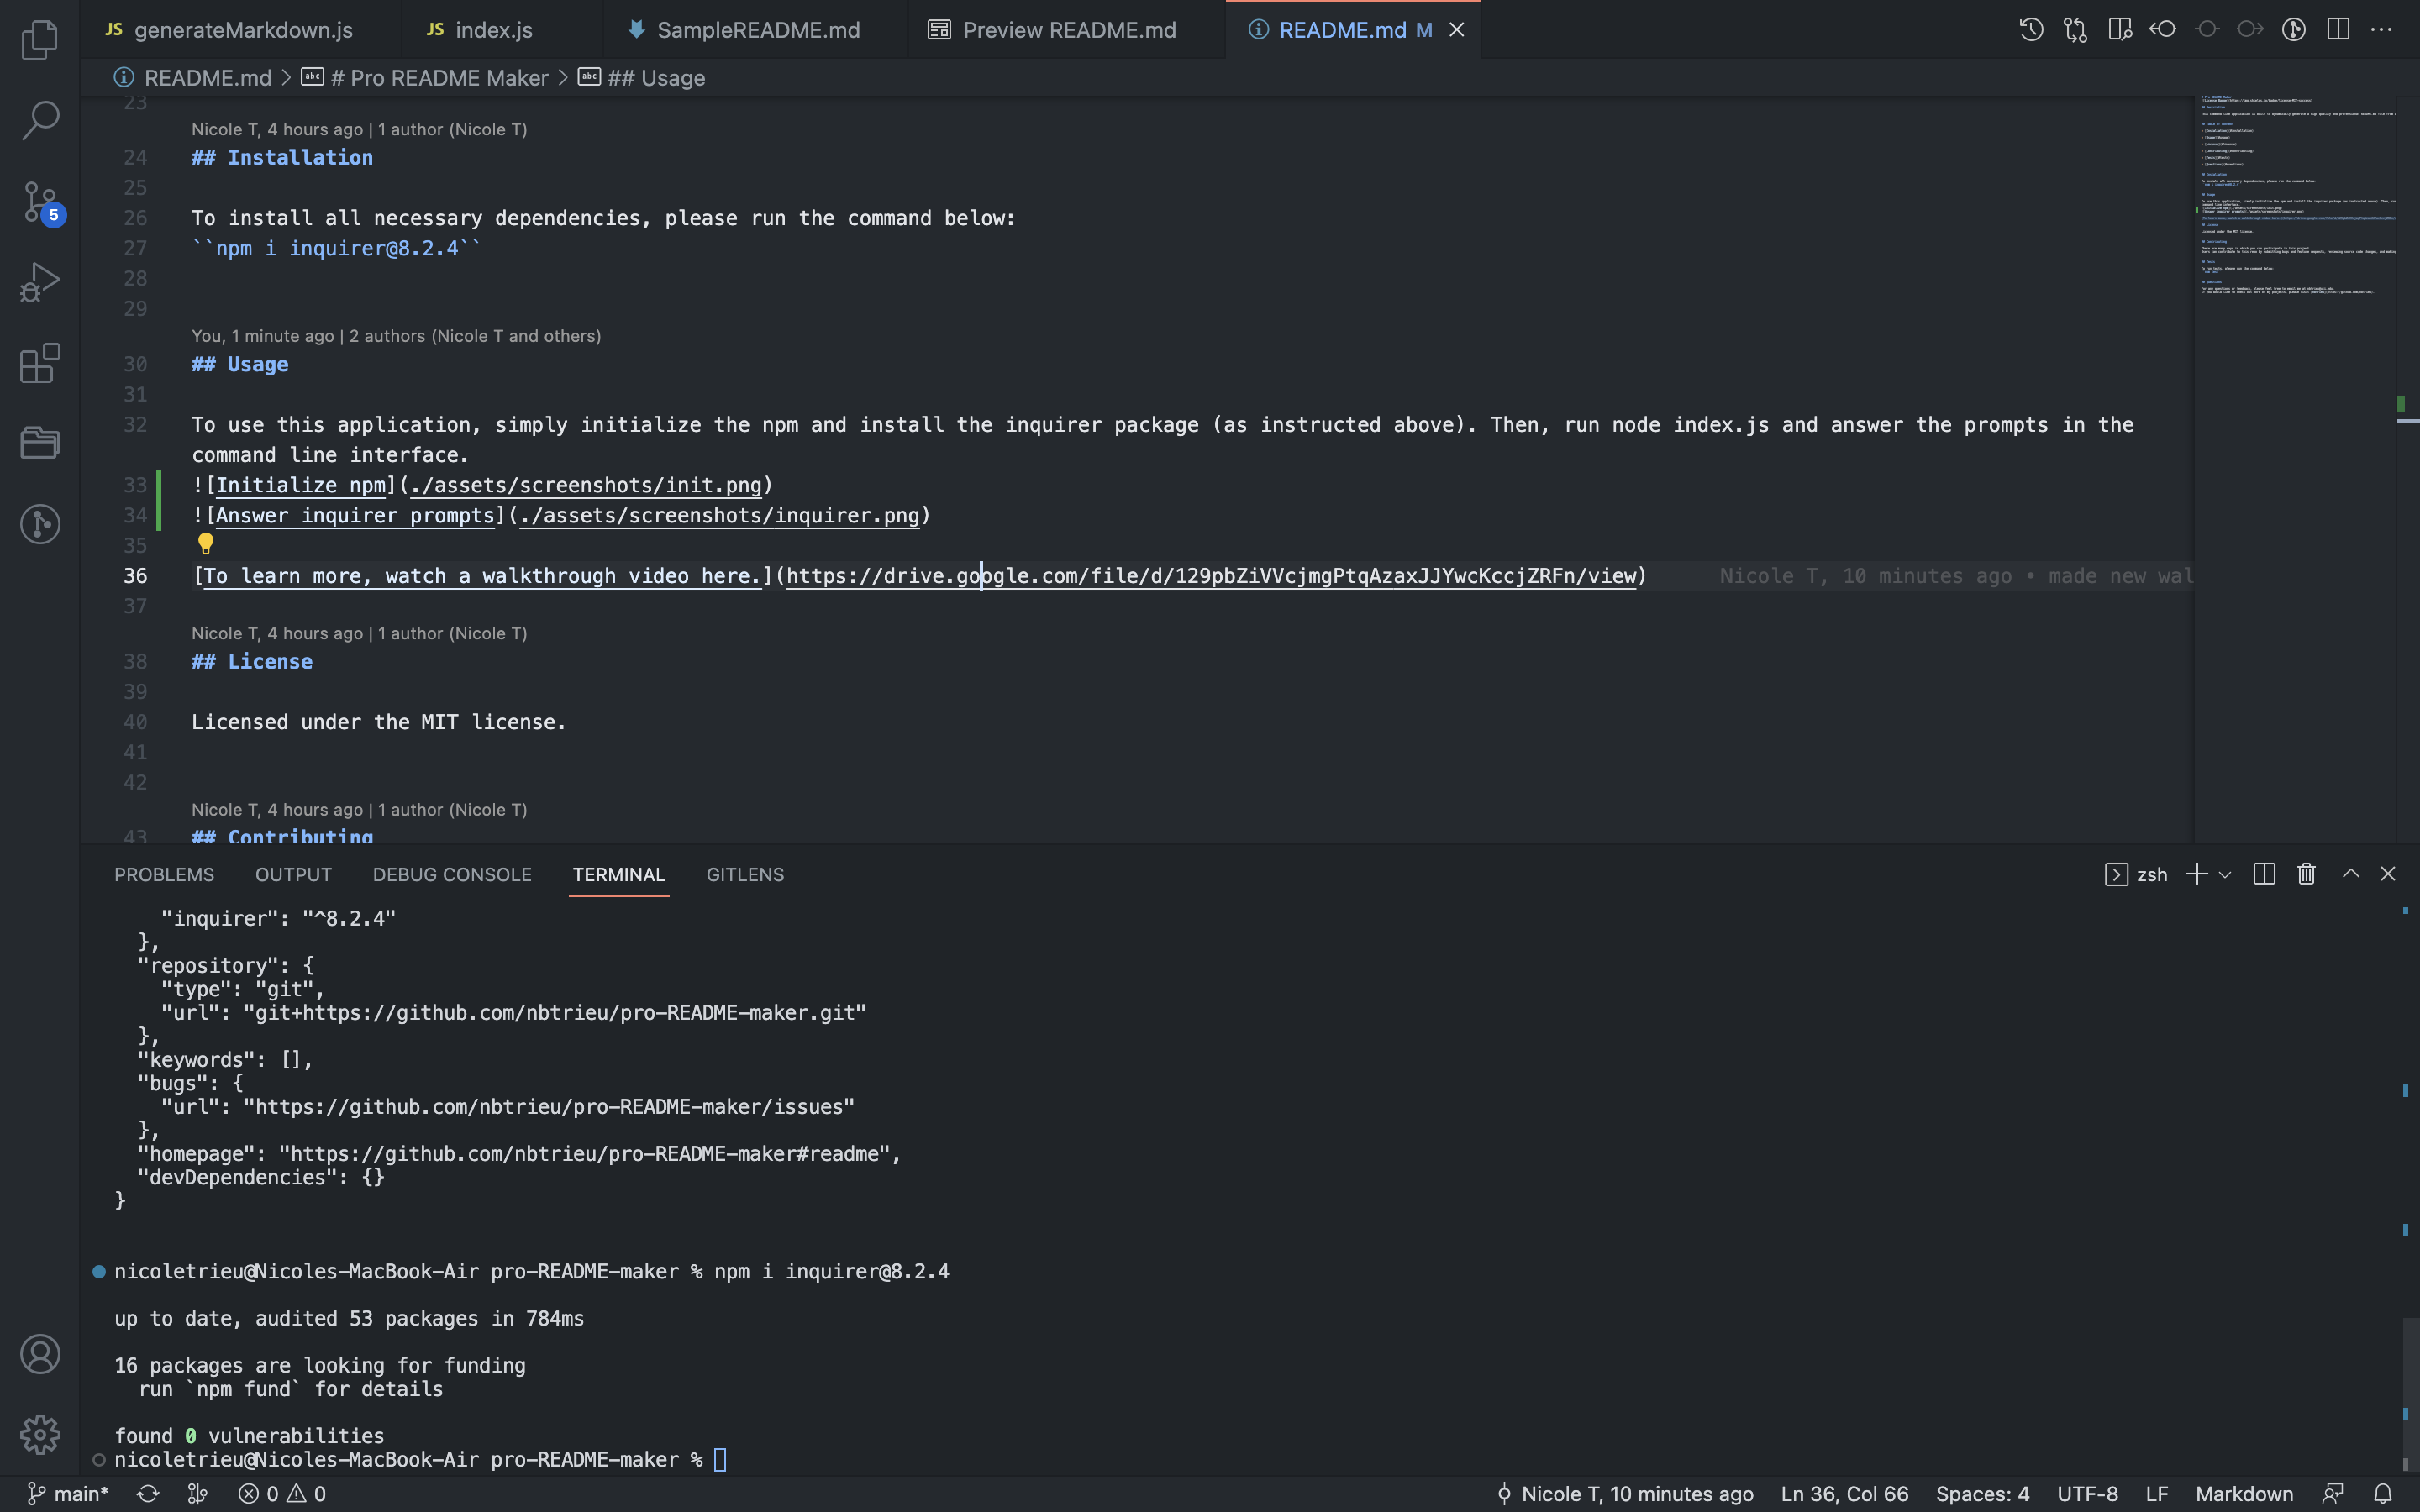 JS generateMarkdown.js JS index.js SampleREADME.md Preview README.md README.md M
README.md > # Pro README Maker > ## Usage
23
Nicole T, 4 hours ago | 1 author (Nicole T)
24 ## Installation
25
26 To install all necessary dependencies, please run the command below:
27 ``npm i inquirer@8.2.4``
28
29
You, 1 minute ago | 2 authors (Nicole T and others)
30 ## Usage
31
32 To use this application, simply initialize the npm and install the inquirer package (as instructed above). Then, run node index.js and answer the prompts in the
command line interface.
33 ![Initialize npm](./assets/screenshots/init.png)
34 ![Answer inquirer prompts](./assets/screenshots/inquirer.png)
35
36 [To learn more, watch a walkthrough video here.](https://drive.google.com/file/d/129pbZiVVcjmgPtqAzaxJJYwcKccjZRFn/view) Nicole T, 10 minutes ago • made new wal
37
Nicole T, 4 hours ago | 1 author (Nicole T)
38 ## License
39
40 Licensed under the MIT license.
41
42
Nicole T, 4 hours ago | 1 author (Nicole T)
43 ## Contributing
5
PROBLEMS OUTPUT DEBUG CONSOLE TERMINAL GITLENS zsh
"inquirer": "^8.2.4"
},
"repository": {
"type": "git",
"url": "git+https://github.com/nbtrieu/pro-README-maker.git"
},
"keywords": [],
"bugs": {
"url": "https://github.com/nbtrieu/pro-README-maker/issues"
},
"homepage": "https://github.com/nbtrieu/pro-README-maker#readme",
"devDependencies": {}
}
nicoletrieu@Nicoles-MacBook-Air pro-README-maker % npm i inquirer@8.2.4
up to date, audited 53 packages in 784ms
16 packages are looking for funding
run `npm fund` for details
found 0 vulnerabilities
nicoletrieu@Nicoles-MacBook-Air pro-README-maker %
main* 0 0 Nicole T, 10 minutes ago Ln 36, Col 66 Spaces: 4 UTF-8 LF Markdown